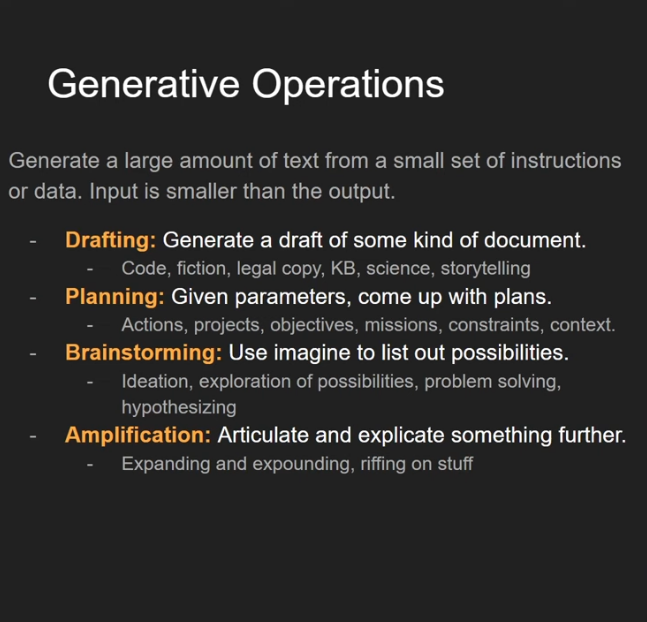 Generative Operations
Generate a large amount of text from a small set of instructions
or data. Input is smaller than the output.
- Drafting: Generate a draft of some kind of document.
- Code, fiction, legal copy, KB, science, storytelling
- Planning: Given parameters, come up with plans.
- Actions, projects, objectives, missions, constraints, context.
- Brainstorming: Use imagine to list out possibilities.
- Ideation, exploration of possibilities, problem solving,
hypothesizing
- Amplification: Articulate and explicate something further.
- Expanding and expounding, riffing on stuff